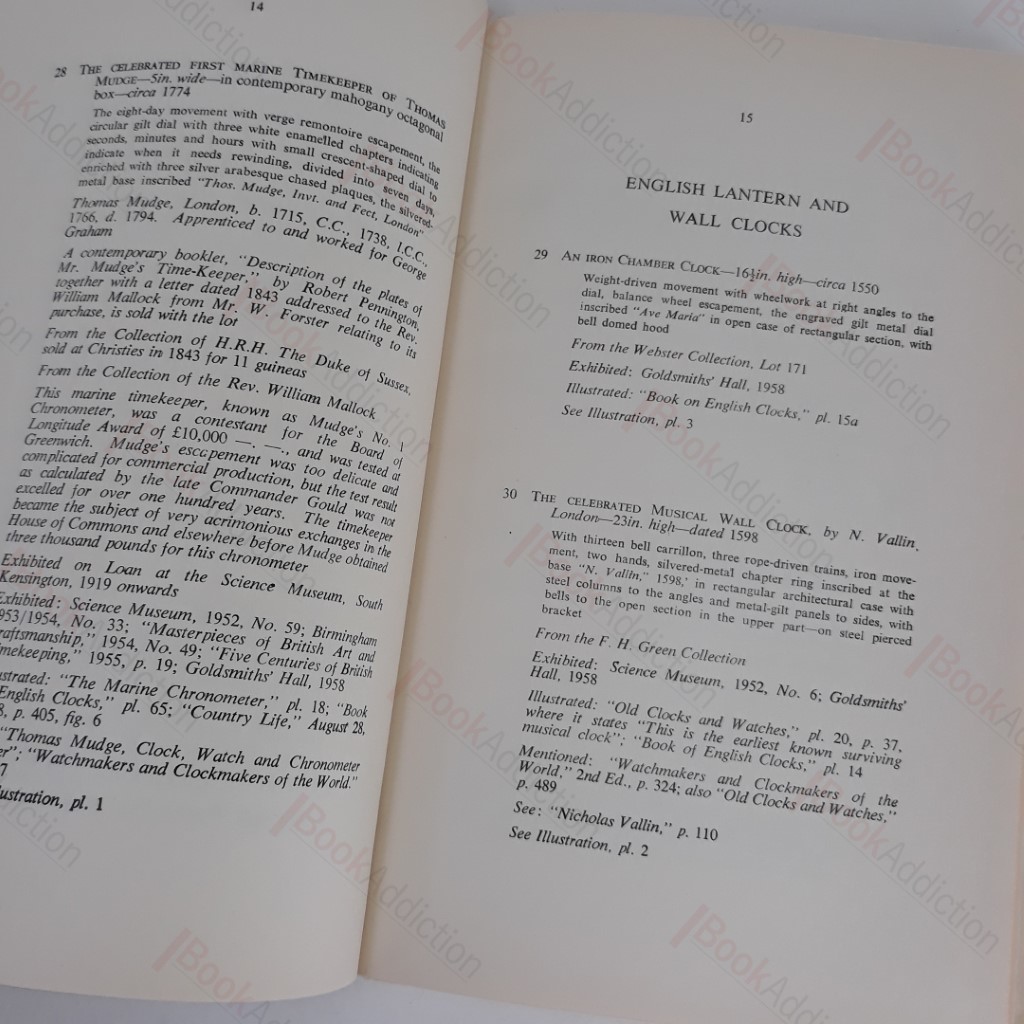 14
28 THE CELEBRATED FIRST MARINE TIMEKEEPER OF THOMAS
MUDGE—5in. wide—in contemporary mahogany octagonal
box—circa 1774
The eight-day movement with verge remontoire escapement, the
circular gilt dial with three white enamelled chapters indicating
seconds, minutes and hours with small crescent-shaped dial to
indicate when it needs rewinding, divided into seven days,
enriched with three silver arabesque chased plaques, the silvered-
metal base inscribed "Thos. Mudge, Invt. and Fect, London"
Thomas Mudge, London, b. 1715, C.C., 1738, l.C.C.,
1766, d. 1794. Apprenticed to and worked for George
Graham
A contemporary booklet, "Description of the plates of
Mr. Mudge's Time-Keeper," by Robert Pennington,
together with a letter dated 1843 addressed to the Rev.
William Mallock from Mr. W. Forster relating to its
purchase, is sold with the lot
From the Collection of H.R.H. The Duke of Sussex,
sold at Christies in 1843 for 11 guineas
From the Collection of the Rev. William Mallock
This marine timekeeper, known as Mudge's No. 1
Chronometer, was a contestant for the Board of
Longitude Award of £10,000 —. —., and was tested at
Greenwich. Mudge's escapement was too delicate and
complicated for commercial production, but the test result
as calculated by the late Commander Gould was not
excelled for over one hundred years. The timekeeper
became the subject of very acrimonious exchanges in the
House of Commons and elsewhere before Mudge obtained
three thousand pounds for this chronometer
Exhibited on Loan at the Science Museum, South
Kensington, 1919 onwards
Exhibited: Science Museum, 1952, No. 59; Birmingham
953/1954, No. 33; "Masterpieces of British Art and
raftsmanship," 1954, No. 49; "Five Centuries of British
imekeeping," 1955, p. 19; Goldsmiths' Hall, 1958
ustrated: "The Marine Chronometer," pl. 18; "Book
English Clocks," pl. 65; "Country Life," August 28,
8, p. 405, fig. 6
"Thomas Mudge, Clock, Watch and Chronometer
er"; "Watchmakers and Clockmakers of the World."
7
ustration, pl. 1
15
ENGLISH LANTERN AND
WALL CLOCKS
29 AN IRON CHAMBER CLOCK—16½in. high—circa 1550
Weight-driven movement with wheelwork at right angles to the
dial, balance wheel escapement, the engraved gilt metal dial
inscribed "Ave Maria" in open case of rectangular section, with
bell domed hood
From the Webster Collection, Lot 171
Exhibited: Goldsmiths' Hall, 1958
Illustrated: "Book on English Clocks," pl. 15a
See Illustration, pl. 3
30 THE CELEBRATED MUSICAL WALL CLOCK, by N. Vallin,
London—23in. high—dated 1598
With thirteen bell carrillon, three rope-driven trains, iron move-
ment, two hands, silvered-metal chapter ring inscribed at the
base "N. Vallin," 1598,' in rectangular architectural case with
steel columns to the angles and metal-gilt panels to sides, with
bells to the open section in the upper part—on steel pierced
bracket
From the F. H. Green Collection
Exhibited: Science Museum, 1952, No. 6; Goldsmiths'
Hall, 1958
Illustrated: "Old Clocks and Watches," pl. 20, p. 37,
where it states "This is the earliest known surviving
musical clock"; "Book of English Clocks," pl. 14
Mentioned: "Watchmakers and Clockmakers of the
World," 2nd Ed., p. 324; also "Old Clocks and Watches,"
p. 489
See: "Nicholas Vallin," p. 110
See Illustration, pl. 2